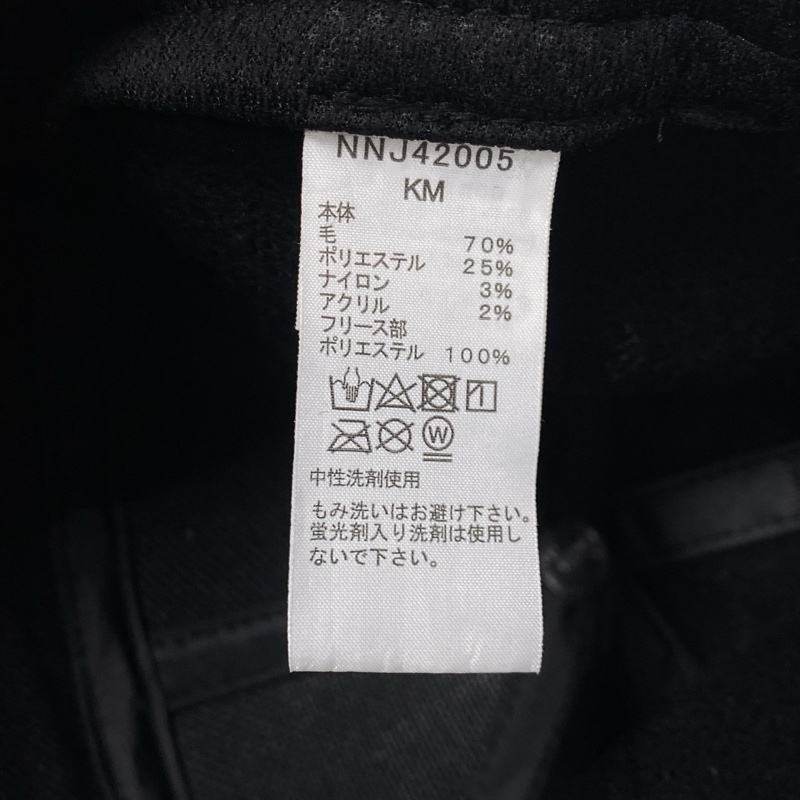 NNJ42005
KM
本体
毛 70%
ポリエステル 25%
ナイロン 3%
アクリル 2%
フリース部
ポリエステル 100%
W
中性洗剤使用
もみ洗いはお避け下さい。
蛍光剤入り洗剤は使用し
ないで下さい。